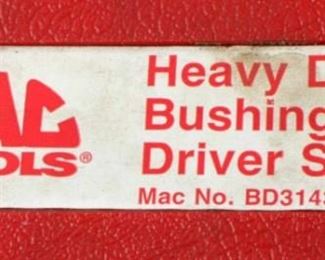 AC
OLS®
Heavy D
Bushing
Driver S
Mac No. BD314